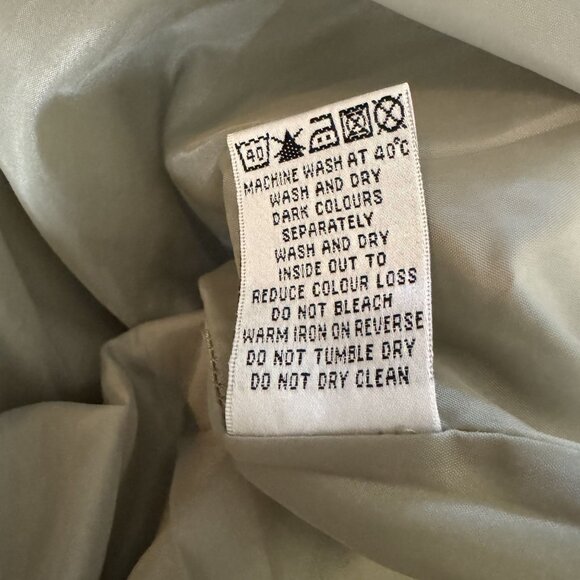 40
MACHINE WASH AT 40°C
WASH AND DRY
DARK COLOURS
SEPARATELY
WASH AND DRY
INSIDE OUT TO
REDUCE COLOUR LOSS
DO NOT BLEACH
WARM IRON ON REVERSE
DO NOT TUMBLE DRY
DO NOT DRY CLEAN